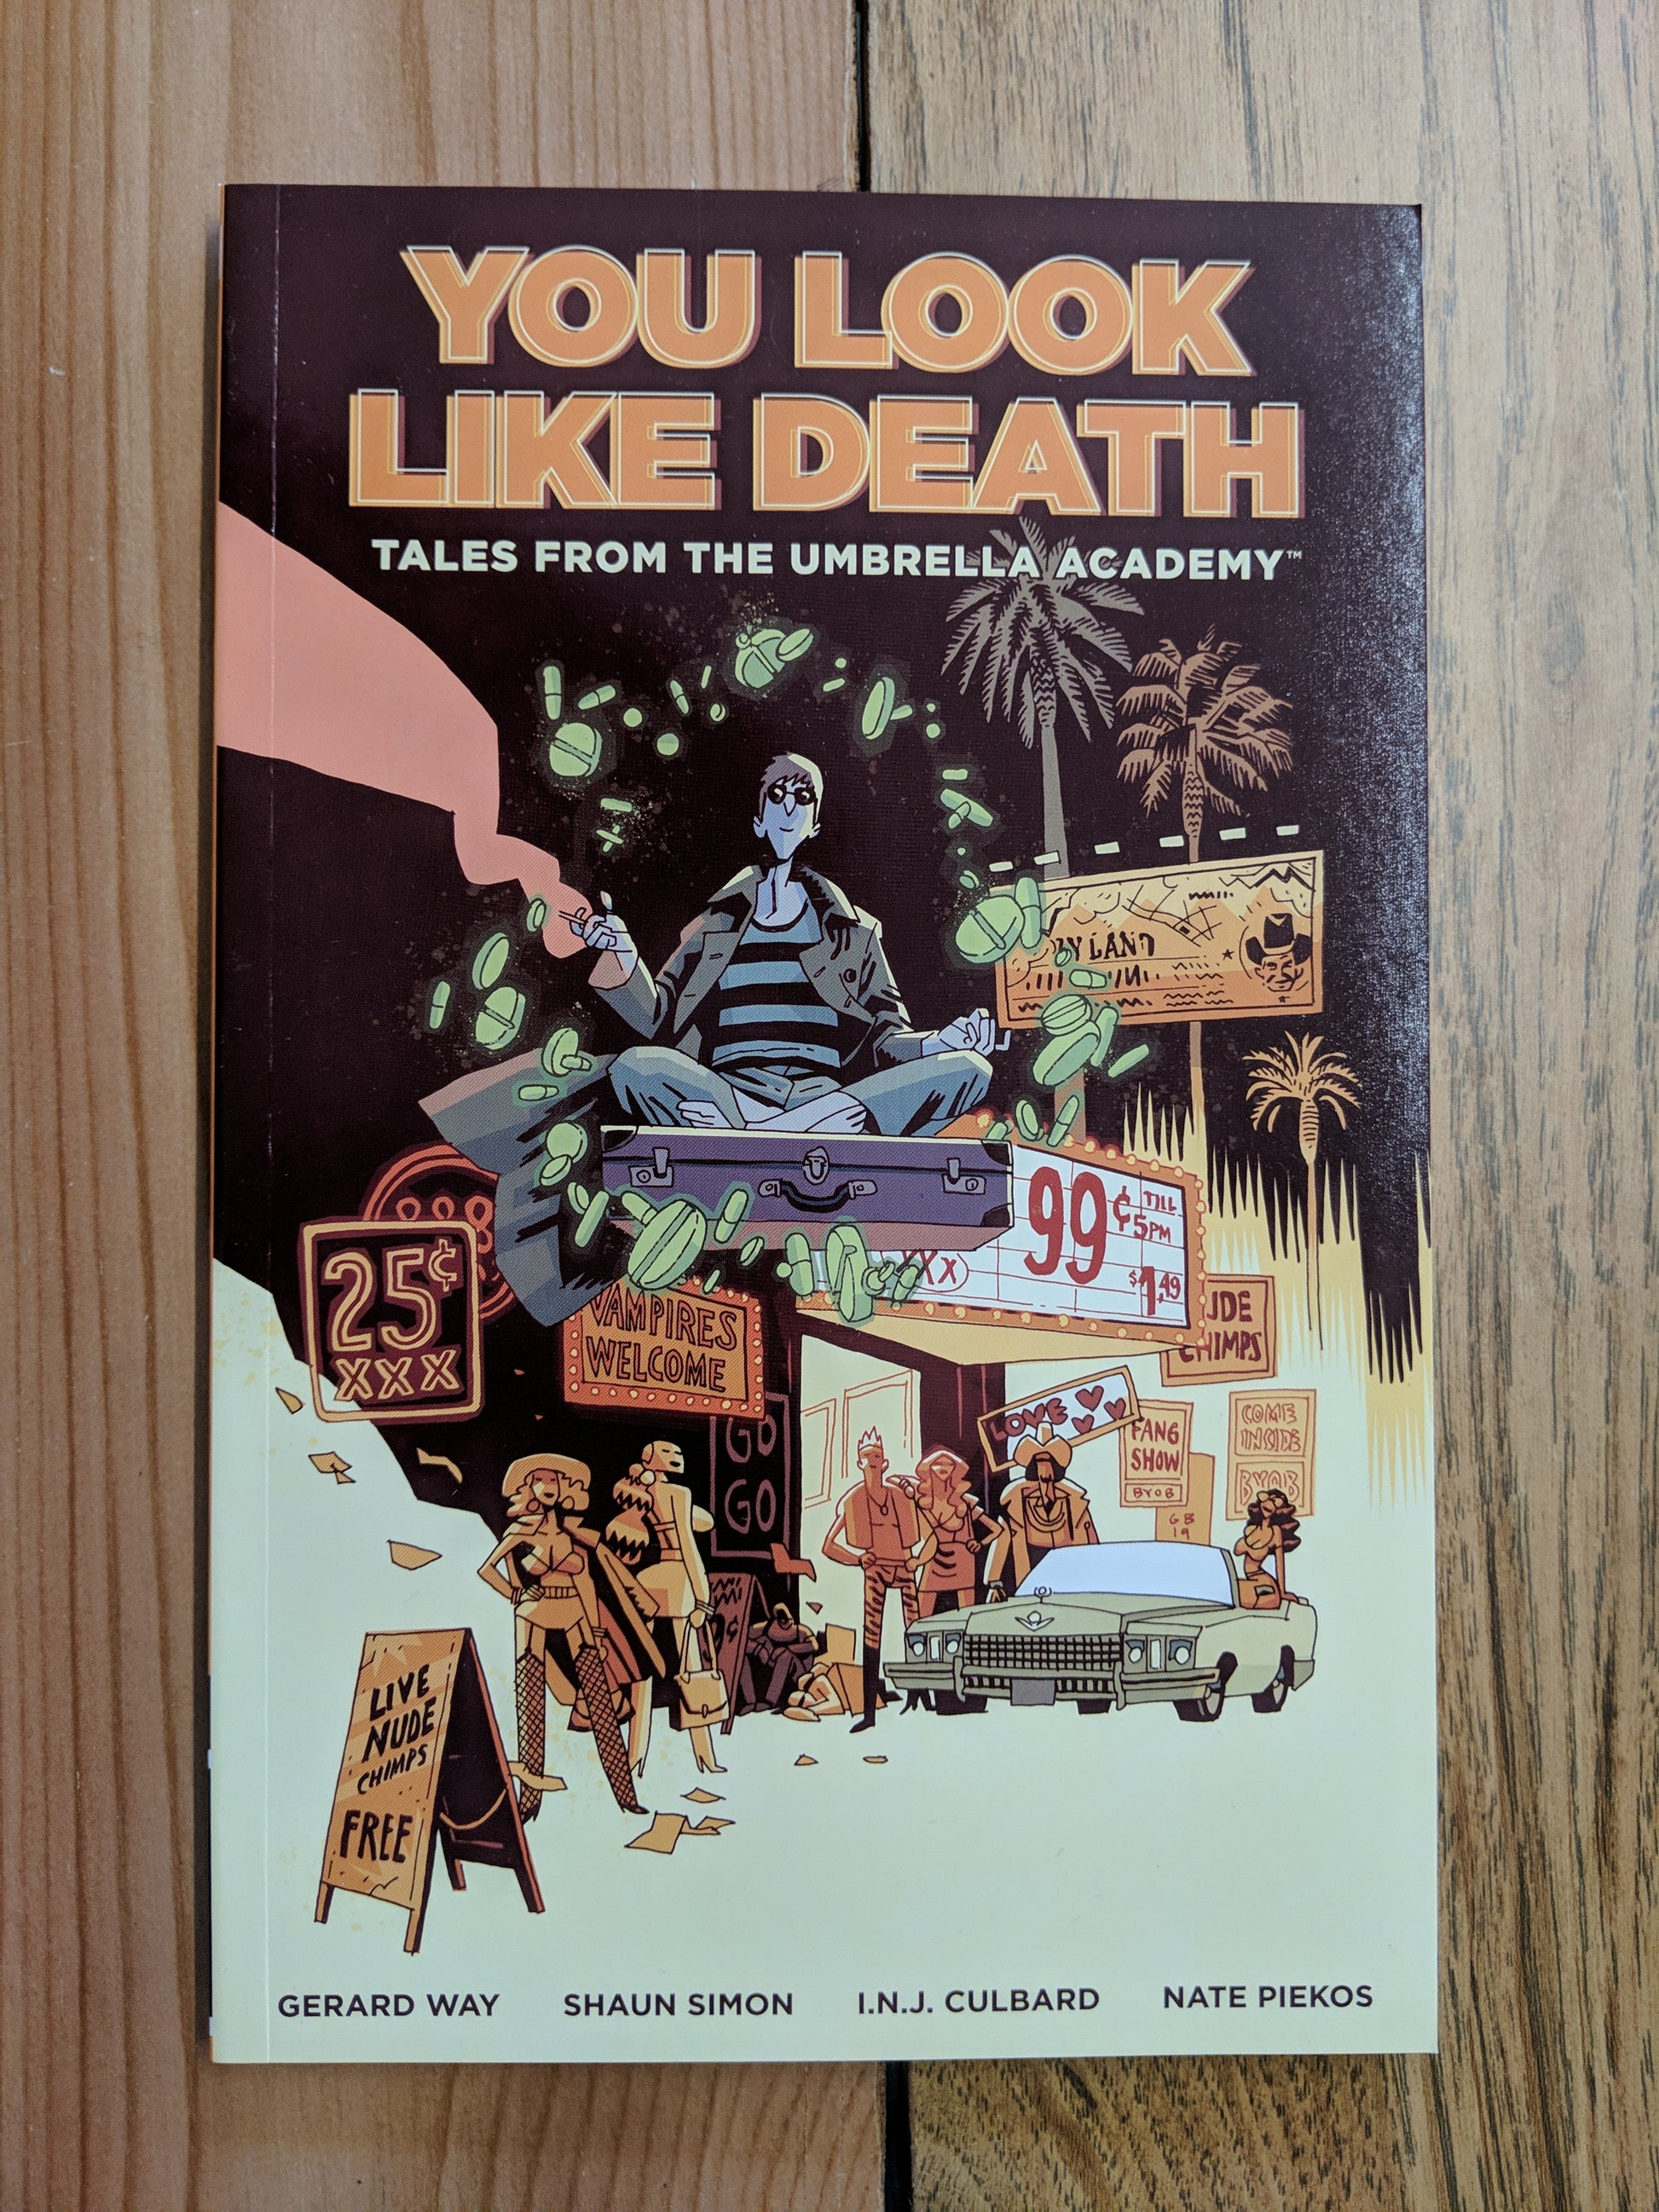 YOU LOOK
LIKE DEATH
TALES FROM THE UMBRELLA ACADEMY™
LAND
99¢ TILL
5PM
$1.49
25¢
XXX
VAMPIRES
WELCOME
CHIMPS
LOVE
FANG
SHOW
BYOB
COME
INSIDE
BYOB
GO
GO
GB
19
LIVE
NUDE
CHIMPS
FREE
GERARD WAY SHAUN SIMON I.N.J. CULBARD NATE PIEKOS